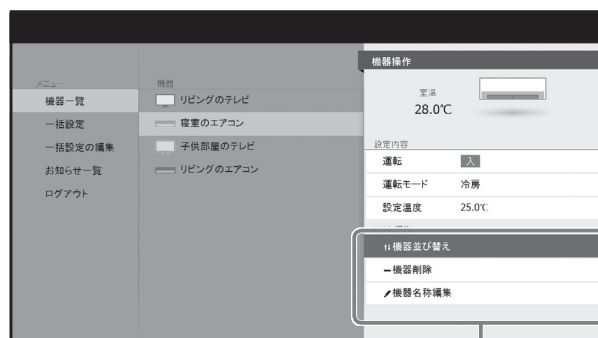 メニュー
機器一覧
一括設定
一括設定の編集
お知らせ一覧
ログアウト
機器
リビングのテレビ
寝室のエアコン
子供部屋のテレビ
リビングのエアコン
機器操作
室温
28.0℃
設定内容
運転 入
運転モード 冷房
設定温度 25.0℃
機器並び替え
機器削除
機器名称編集